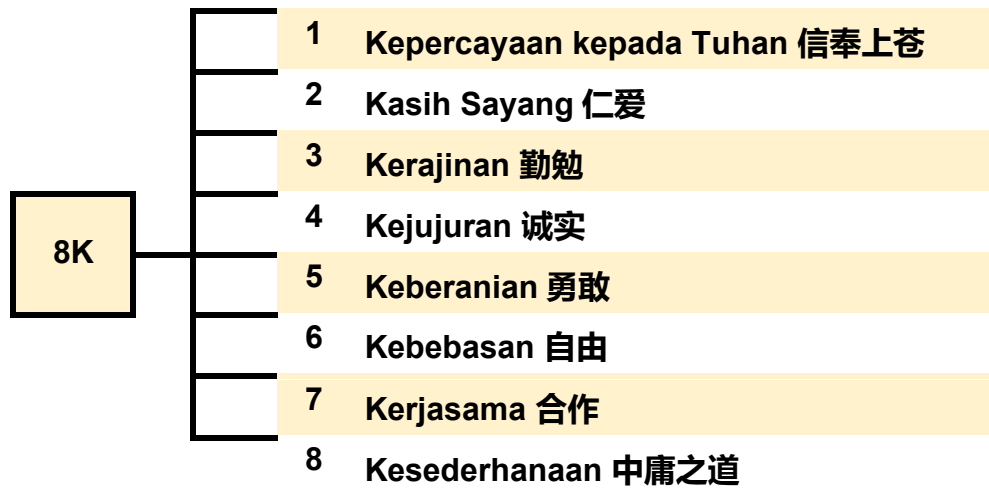 8K
1 Kepercayaan kepada Tuhan 信奉上苍
2 Kasih Sayang 仁爱
3 Kerajinan 勤勉
4 Kejujuran 诚实
5 Keberanian 勇敢
6 Kebebasan 自由
7 Kerjasama 合作
8 Kesederhanaan 中庸之道